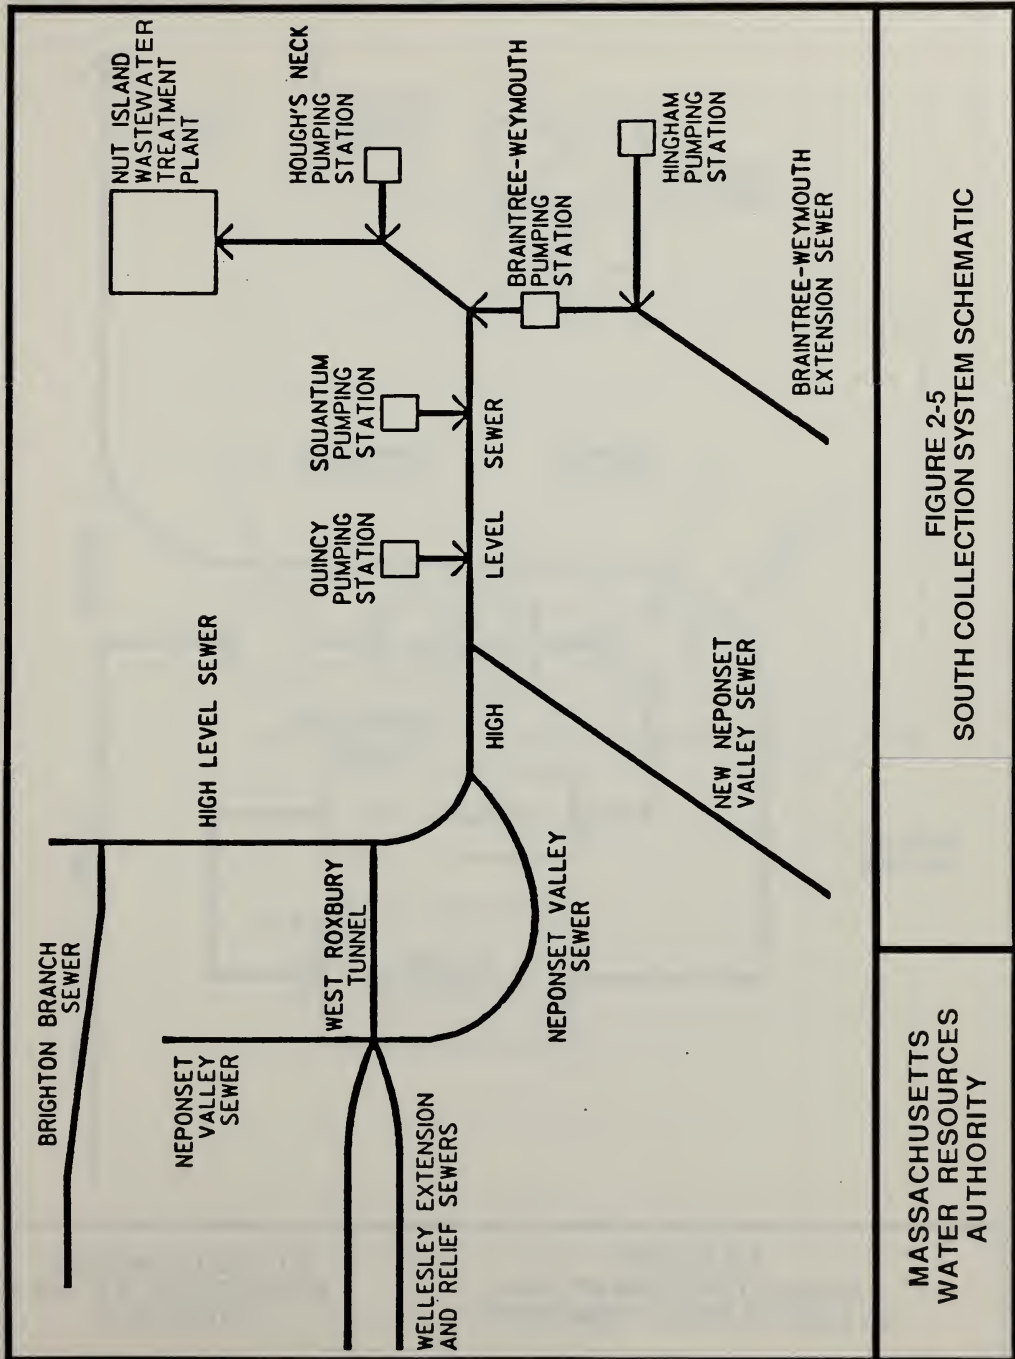 BRIGHTON BRANCH
SEWER
NUT ISLAND
WASTEWATER
TREATMENT
PLANT
NEPONSET
VALLEY
SEWER
HIGH LEVEL SEWER
HOUGH'S NECK
PUMPING
STATION
QUINCY
PUMPING
STATION
SQUANTUM
PUMPING
STATION
WEST ROXBURY
TUNNEL
WELLESLEY EXTENSION
AND RELIEF SEWERS
HIGH LEVEL SEWER
BRAINTREE-WEYMOUTH
PUMPING
STATION
NEPONSET VALLEY
SEWER
HINGHAM
PUMPING
STATION
NEW NEPONSET
VALLEY SEWER
BRAINTREE-WEYMOUTH
EXTENSION SEWER
MASSACHUSETTS
WATER RESOURCES
AUTHORITY
FIGURE 2-5
SOUTH COLLECTION SYSTEM SCHEMATIC